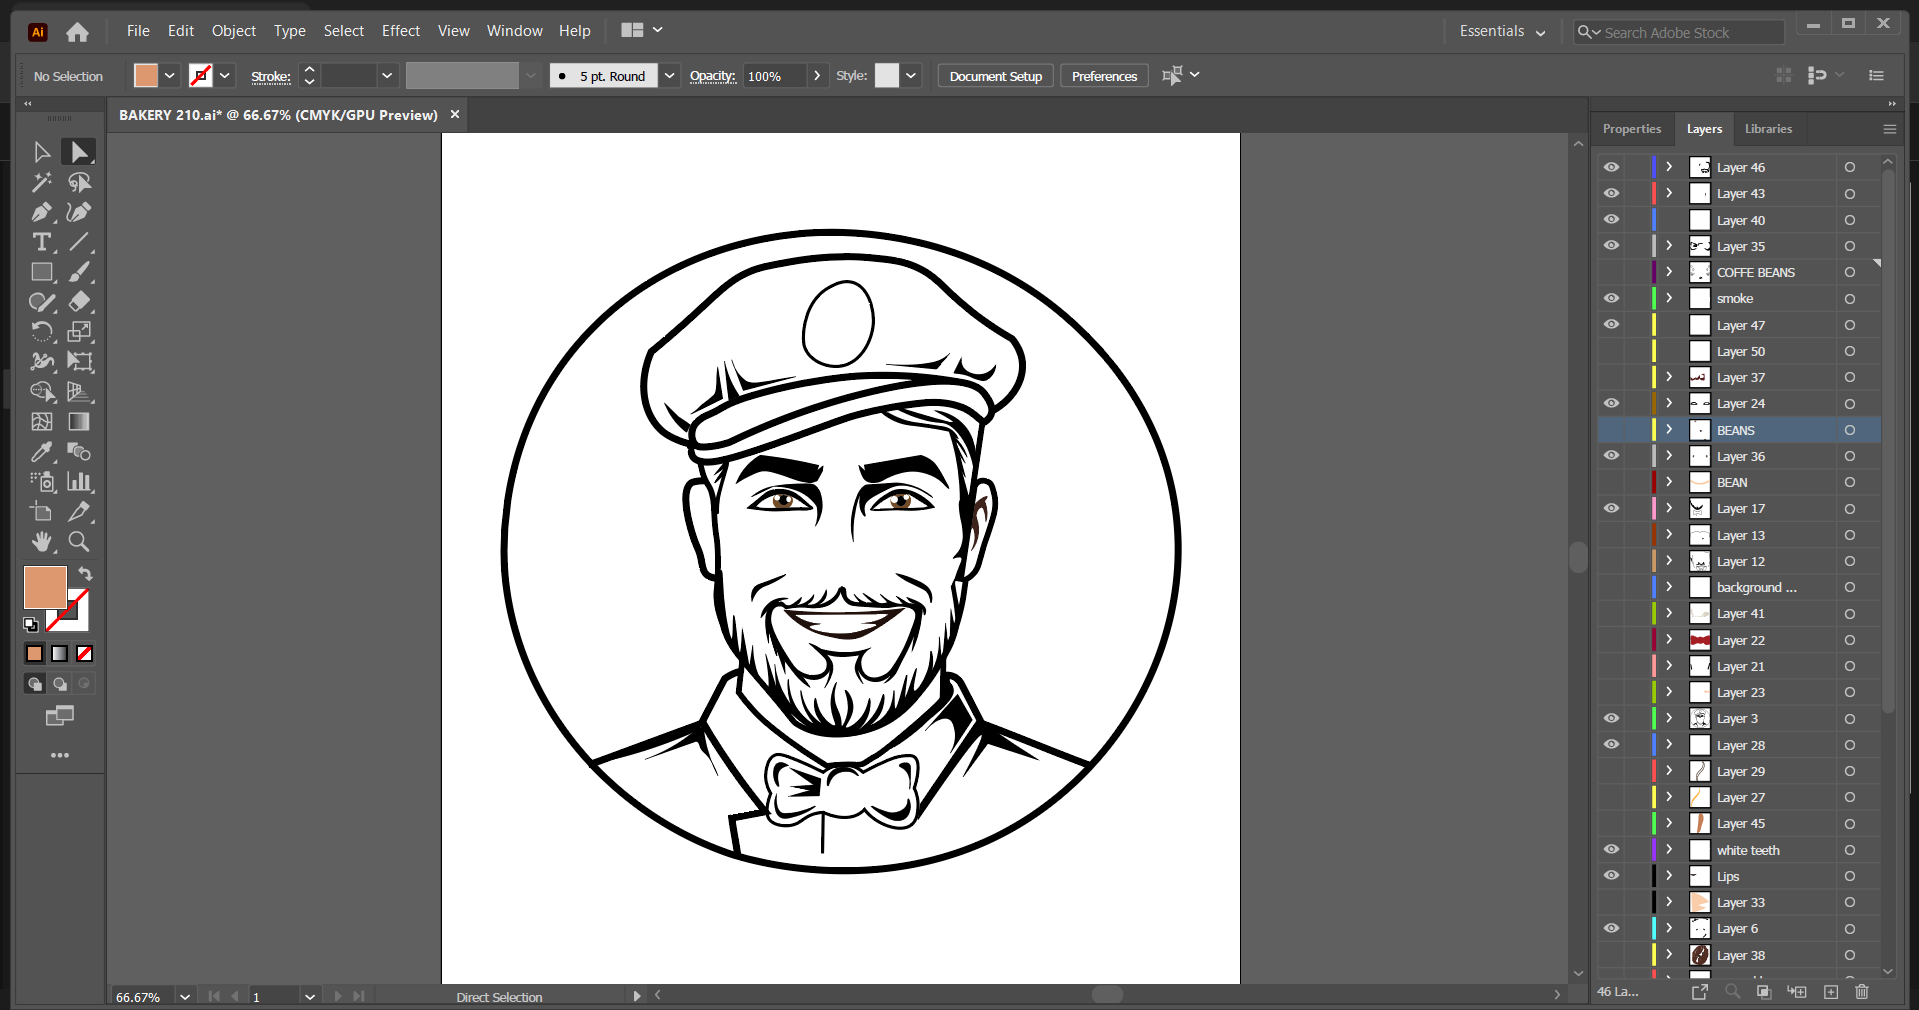 Ai File Edit Object Type Select Effect View Window Help Essentials Search Adobe Stock
No Selection Stroke: 5 pt. Round Opacity: 100% Style: Document Setup Preferences
BAKERY 210.ai* @ 66.67% (CMYK/GPU Preview)
Properties Layers Libraries
Layer 46
Layer 43
Layer 40
Layer 35
COFFE BEANS
smoke
Layer 47
Layer 50
Layer 37
Layer 24
BEANS
Layer 36
BEAN
Layer 17
Layer 13
Layer 12
background ...
Layer 41
Layer 22
Layer 21
Layer 23
Layer 3
Layer 28
Layer 29
Layer 27
Layer 45
white teeth
Lips
Layer 33
Layer 6
Layer 38
46 La...
66.67% 1 Direct Selection